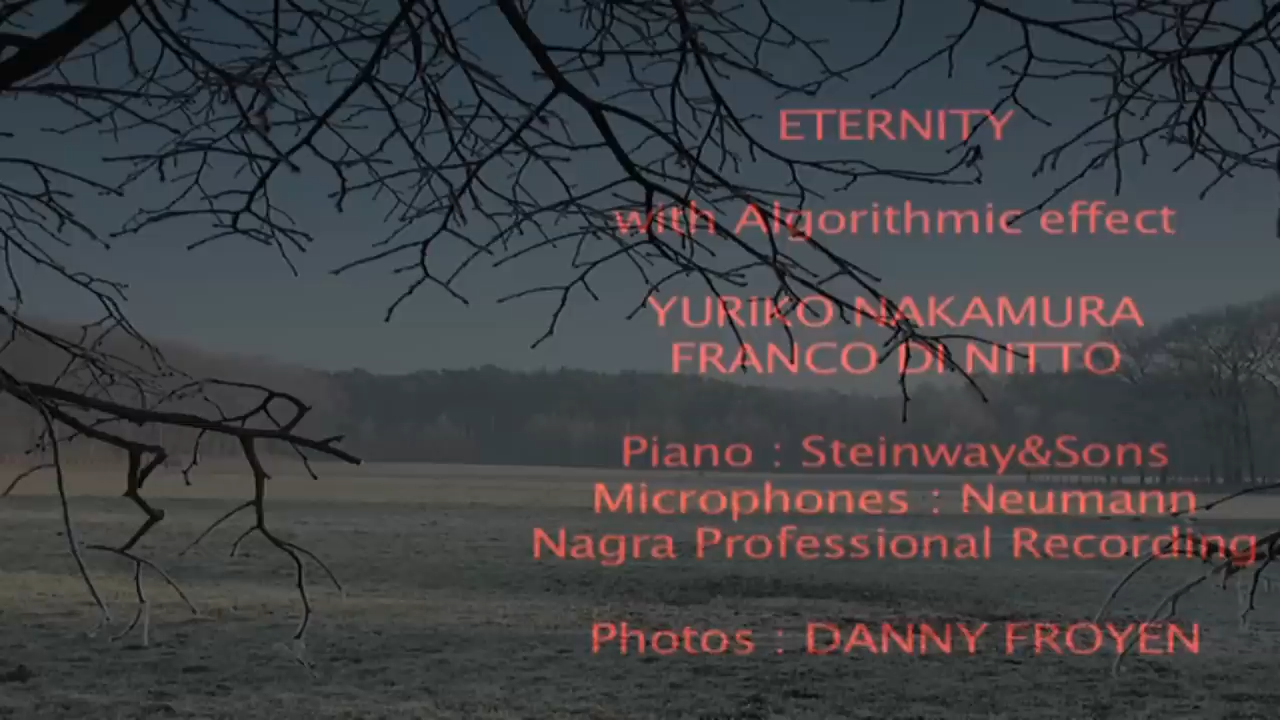 ETERNITY
with Algorithmic effect
YURIKO NAKAMURA
FRANCO DI NITTO
Piano : Steinway&Sons
Microphones : Neumann
Nagra Professional Recording
Photos : DANNY FROYEN